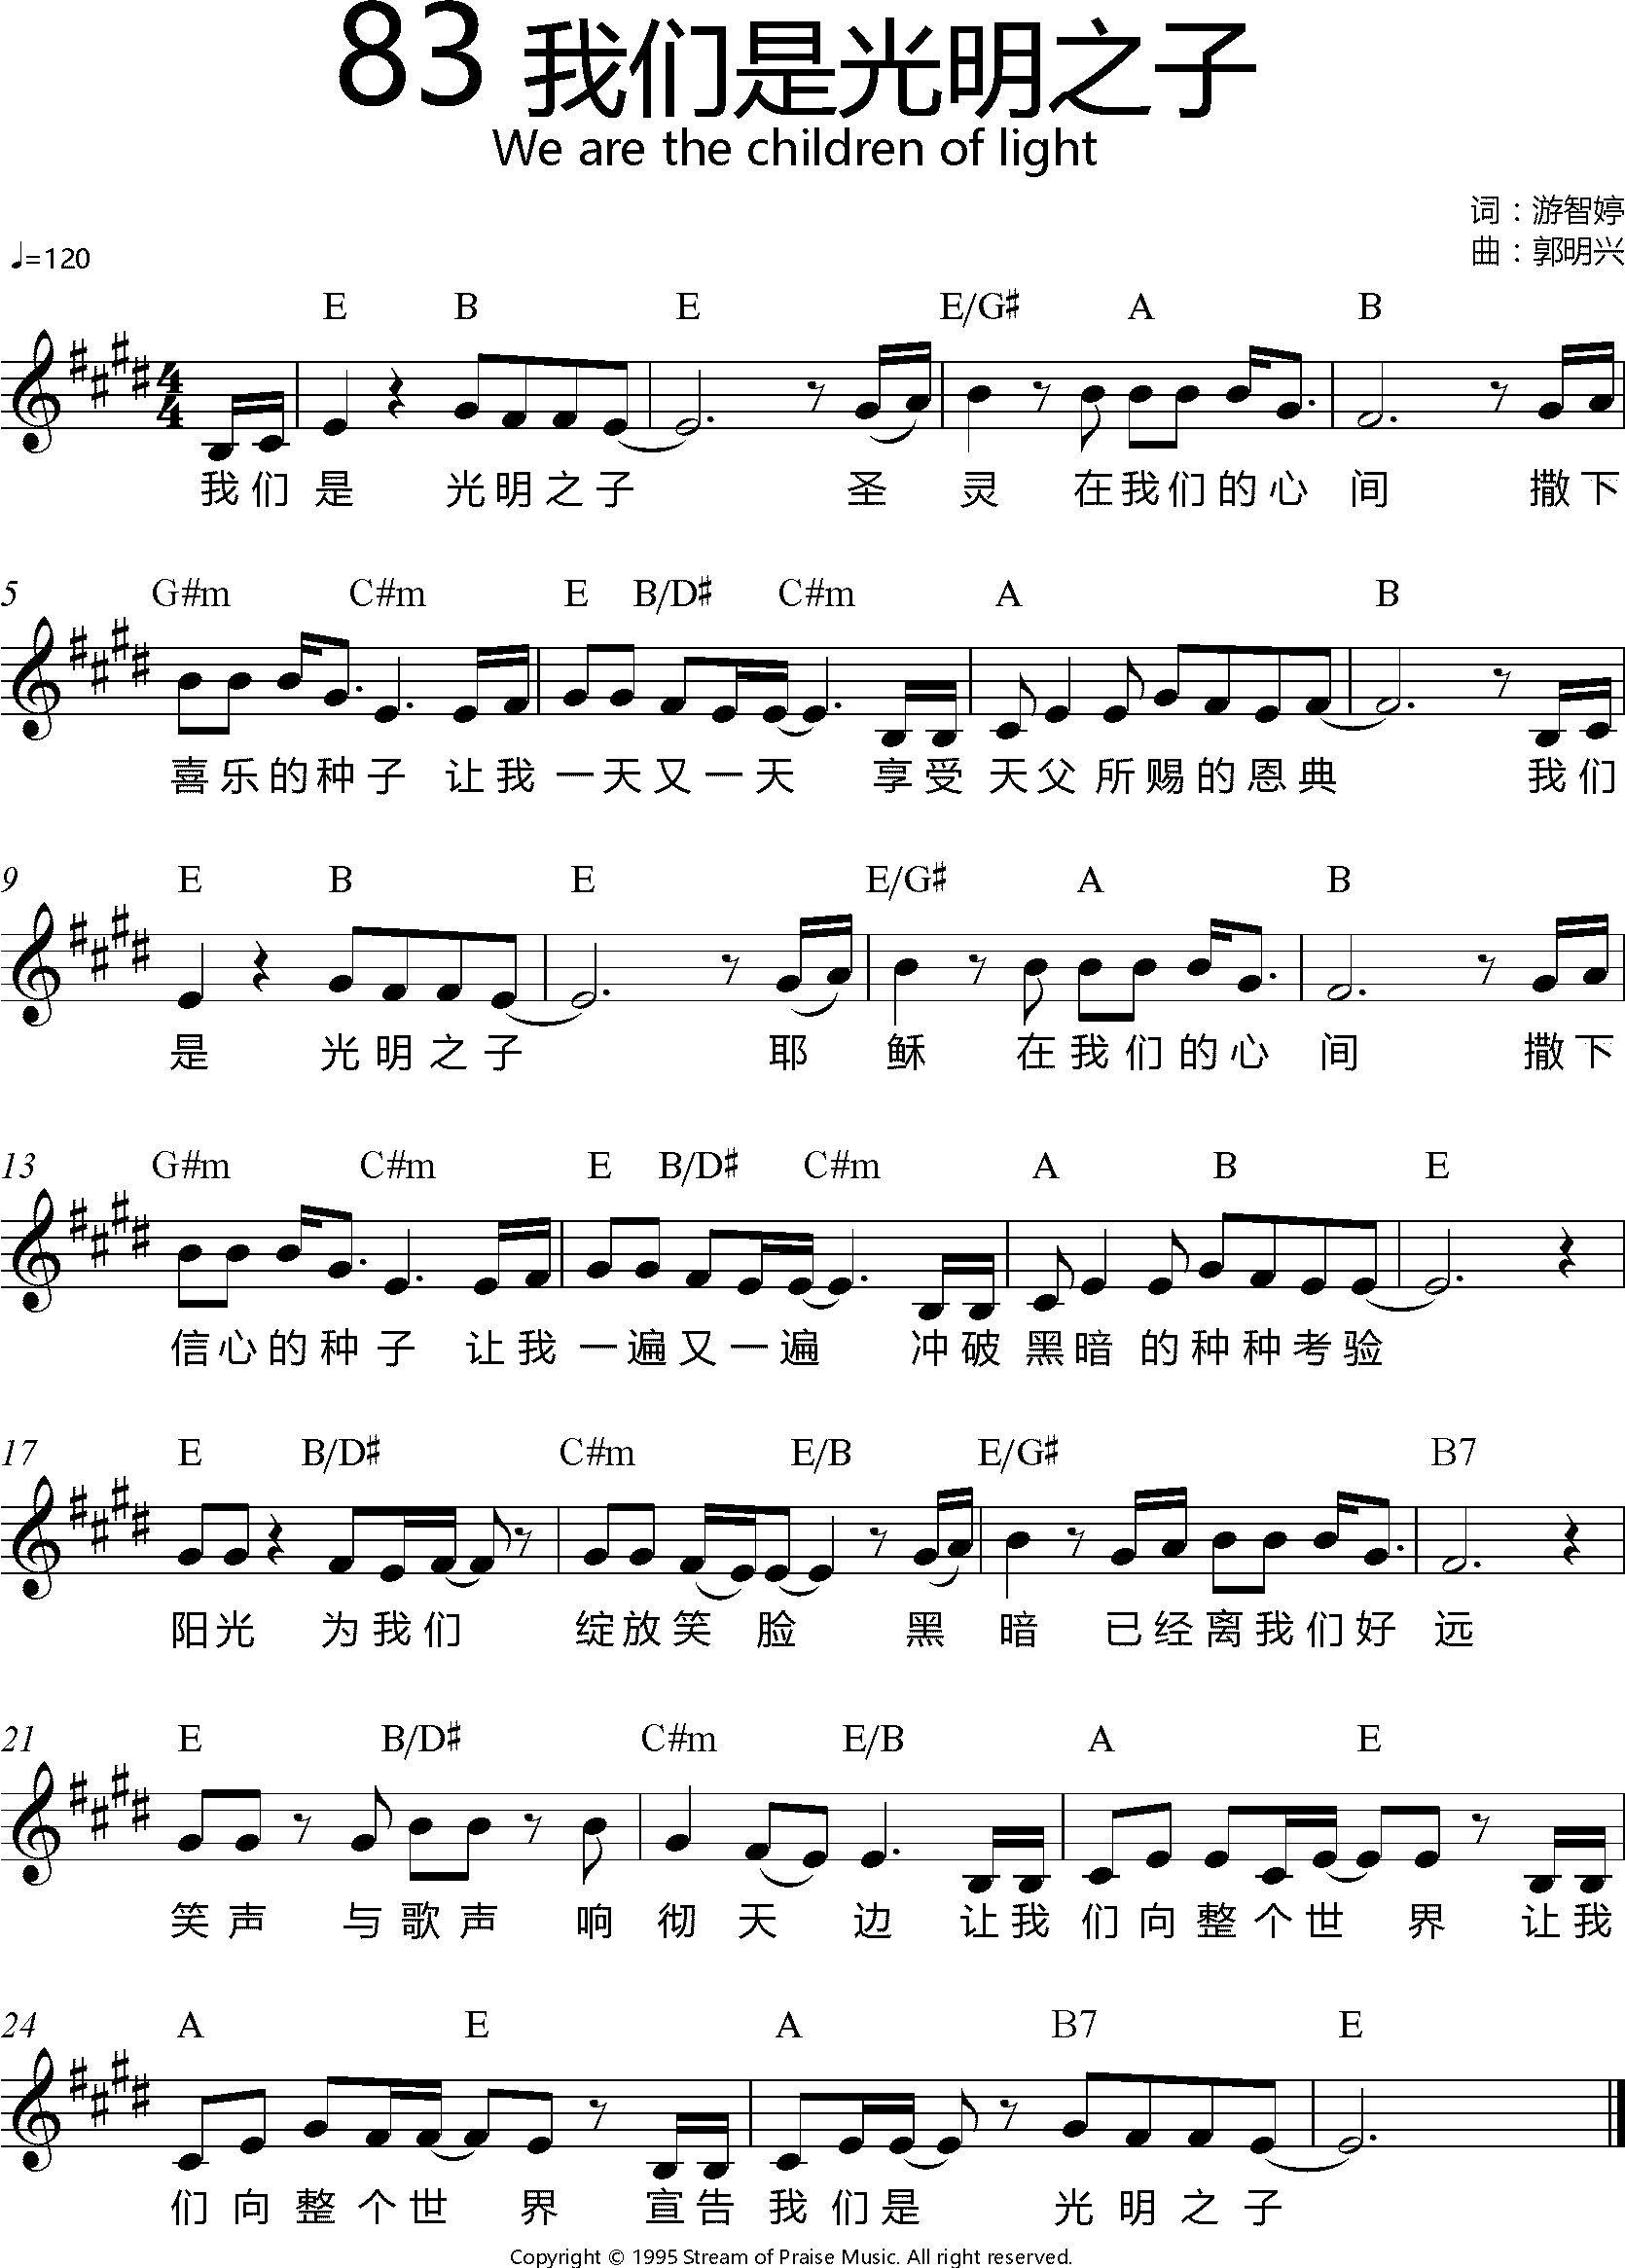 83 我们是光明之子
We are the children of light
词：游智婷
♩=120
曲：郭明兴
E B E E/G♯ A B
4
4
我们 是 光明之子 圣 灵 在我们的心 间 撒下
5 G#m C#m E B/D♯ C#m A B
喜乐的种子 让我 一天又一天 享受 天父所赐的恩典 我们
9 E B E E/G♯ A B
是 光明之子 耶 稣 在我们的心 间 撒下
13 G#m C#m E B/D♯ C#m A B E
信心的种子 让我 一遍又一遍 冲破 黑暗的种种考验
17 E B/D♯ C#m E/B E/G♯ B7
阳光 为我们 绽放笑 脸 黑 暗 已经离我们好 远
21 E B/D♯ C#m E/B A E
笑声 与歌声 响 彻 天 边 让我 们向整个世 界 让我
24 A E A B7 E
们向整个世 界 宣告 我们是 光明之子
Copyright © 1995 Stream of Praise Music. All right reserved.